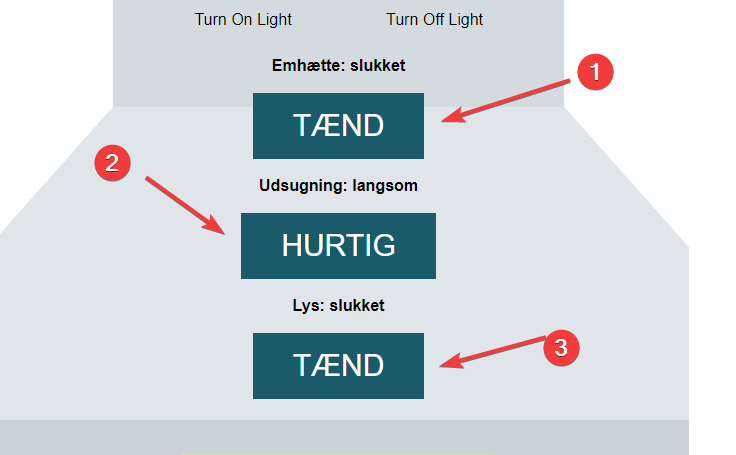 Turn On Light Turn Off Light
Emhætte: slukket
1
TÆND
2
Udsugning: langsom
HURTIG
Lys: slukket
3
TÆND